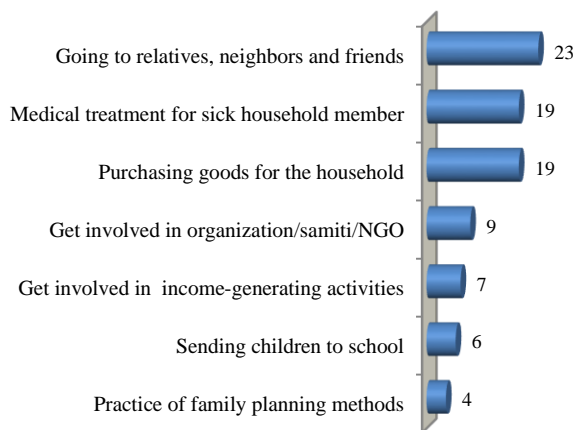 Going to relatives, neighbors and friends 23
Medical treatment for sick household member 19
Purchasing goods for the household 19
Get involved in organization/samiti/NGO 9
Get involved in income-generating activities 7
Sending children to school 6
Practice of family planning methods 4